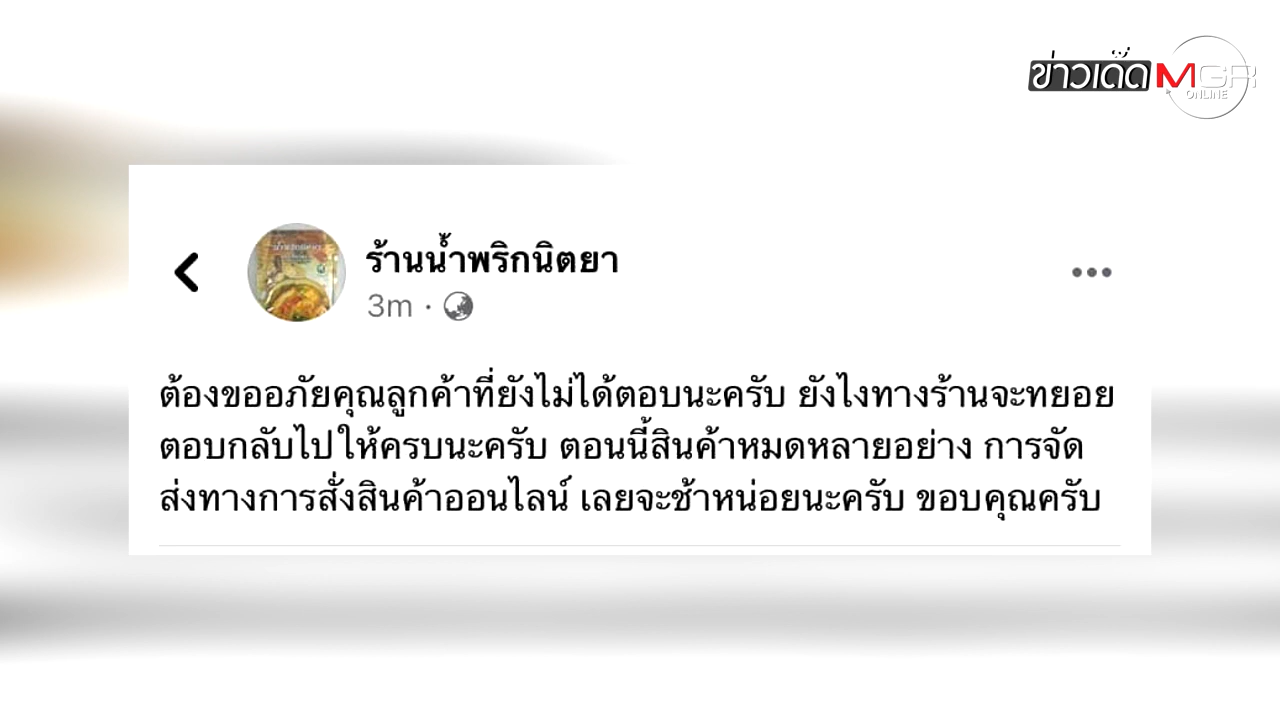 ข่าวเด็ด MGR
ONLINE
ร้านน้ำพริกนิตยา
3m ·
ต้องขออภัยคุณลูกค้าที่ยังไม่ได้ตอบนะครับ ยังไงทางร้านจะทยอย
ตอบกลับไปให้ครบนะครับ ตอนนี้สินค้าหมดหลายอย่าง การจัด
ส่งทางการสั่งสินค้าออนไลน์ เลยจะช้าหน่อยนะครับ ขอบคุณครับ